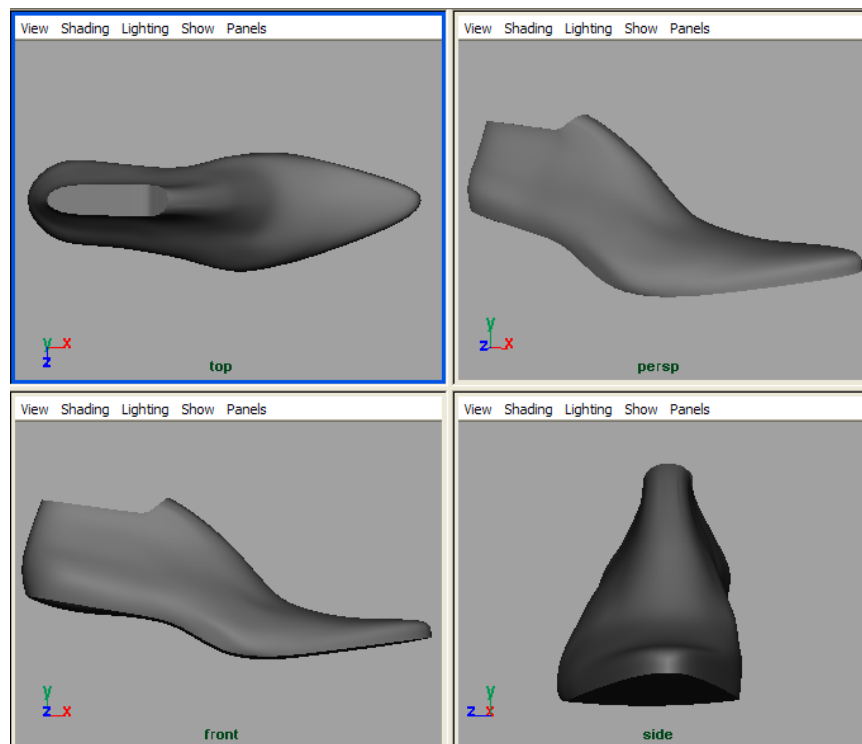 View Shading Lighting Show Panels
y
x
z
top
View Shading Lighting Show Panels
y
z x
persp
View Shading Lighting Show Panels
y
z x
front
View Shading Lighting Show Panels
y
z x
side